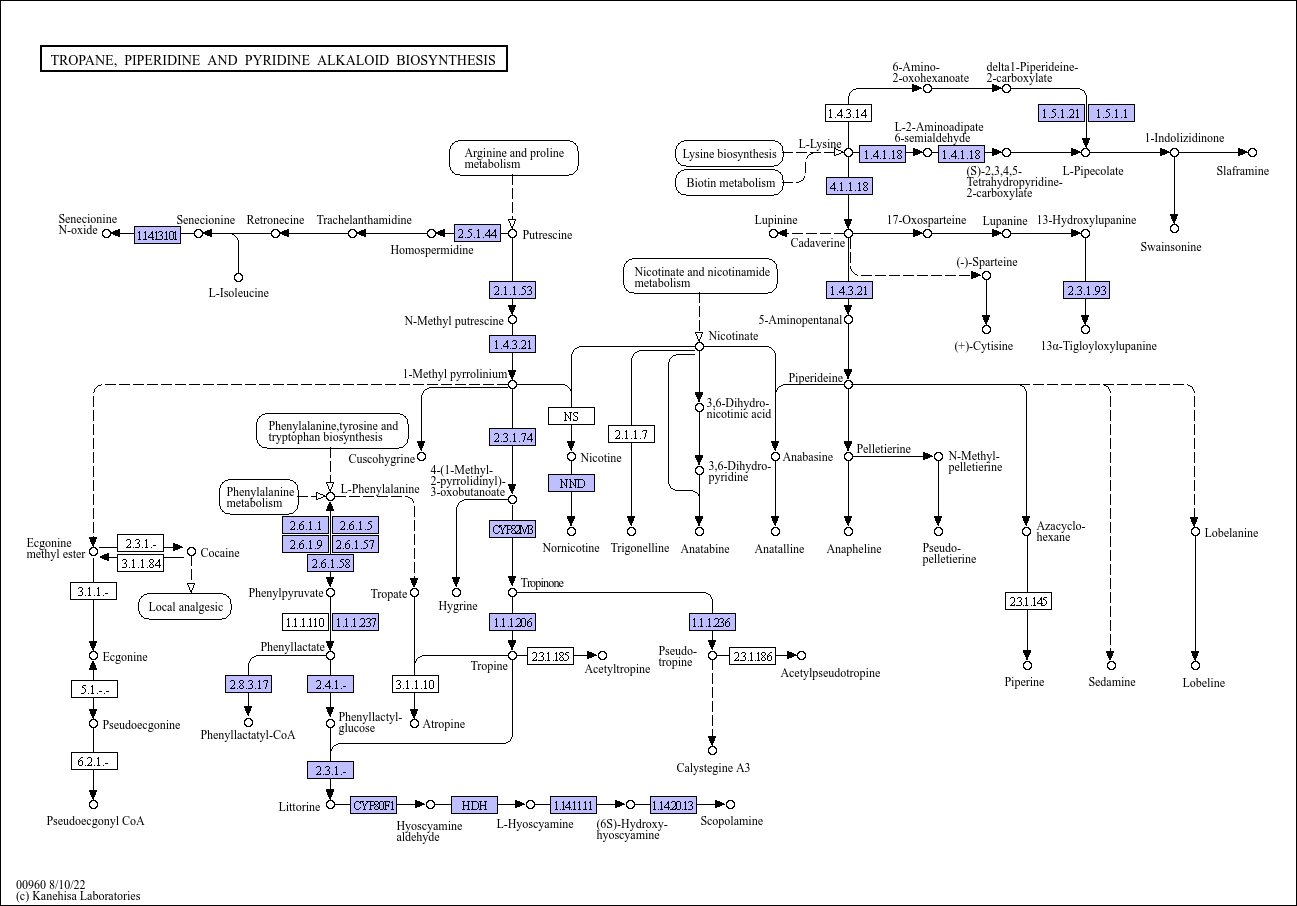 TROPANE, PIPERIDINE AND PYRIDINE ALKALOID BIOSYNTHESIS
6-Amino-
2-oxohexanoate
delta1-Piperideine-
2-carboxylate
1.4.3.14
1.5.1.21
1.5.1.1
L-2-Aminoadipate
6-semialdehyde
1-Indolizidinone
Arginine and proline
metabolism
Lysine biosynthesis
L-Lysine
1.4.1.18
1.4.1.18
Biotin metabolism
4.1.1.18
(S)-2,3,4,5-
Tetrahydropyridine-
2-carboxylate
L-Pipecolate
Slaframine
Senecionine
N-oxide
11413101
Senecionine
Retronecine
Trachelanthamidine
Homospermidine
2.5.1.44
Putrescine
Lupinine
Cadaverine
17-Oxosparteine
Lupanine
13-Hydroxylupanine
Swainsonine
L-Isoleucine
Nicotinate and nicotinamide
metabolism
(-)-Sparteine
2.1.1.53
1.4.3.21
2.3.1.93
N-Methyl putrescine
5-Aminopentanal
1.4.3.21
Nicotinate
(+)-Cytisine
13α-Tigloyloxylupanine
1-Methyl pyrrolinium
Piperideine
NS
2.1.1.7
3,6-Dihydro-
nicotinic acid
Phenylalanine,tyrosine and
tryptophan biosynthesis
2.3.1.74
Cuscohygrine
Nicotine
Anabasine
Pelletierine
N-Methyl-
pelletierine
4-(1-Methyl-
2-pyrrolidinyl)-
3-oxobutanoate
3,6-Dihydro-
pyridine
Phenylalanine
metabolism
L-Phenylalanine
NND
2.6.1.1
2.6.1.5
CYP82M3
2.6.1.9
2.6.1.57
2.6.1.58
Nornicotine
Trigonelline
Anatabine
Anatalline
Anapheline
Pseudo-
pelletierine
Azacyclo-
hexane
Lobelanine
Ecgonine
methyl ester
2.3.1.-
3.1.1.84
Cocaine
3.1.1.-
Local analgesic
Phenylpyruvate
Tropate
Hygrine
Tropinone
2.3.1.145
1.1.1.110
1.1.1.237
1.1.1.206
1.1.1.236
Ecgonine
Phenyllactate
Tropine
2.3.1.185
Acetyltropine
Pseudo-
tropine
2.3.1.186
Acetylpseudotropine
5.1.-.-
2.8.3.17
2.4.1.-
3.1.1.10
Piperine
Sedamine
Lobeline
Pseudoecgonine
Phenyllactatyl-CoA
Phenyllactyl-
glucose
Atropine
6.2.1.-
2.3.1.-
Calystegine A3
Pseudoecgonyl CoA
Littorine
CYP80F1
Hyoscyamine
aldehyde
HDH
L-Hyoscyamine
1.14.11.11
(6S)-Hydroxy-
hyoscyamine
1.14.20.13
Scopolamine
00960 8/10/22
(c) Kanehisa Laboratories